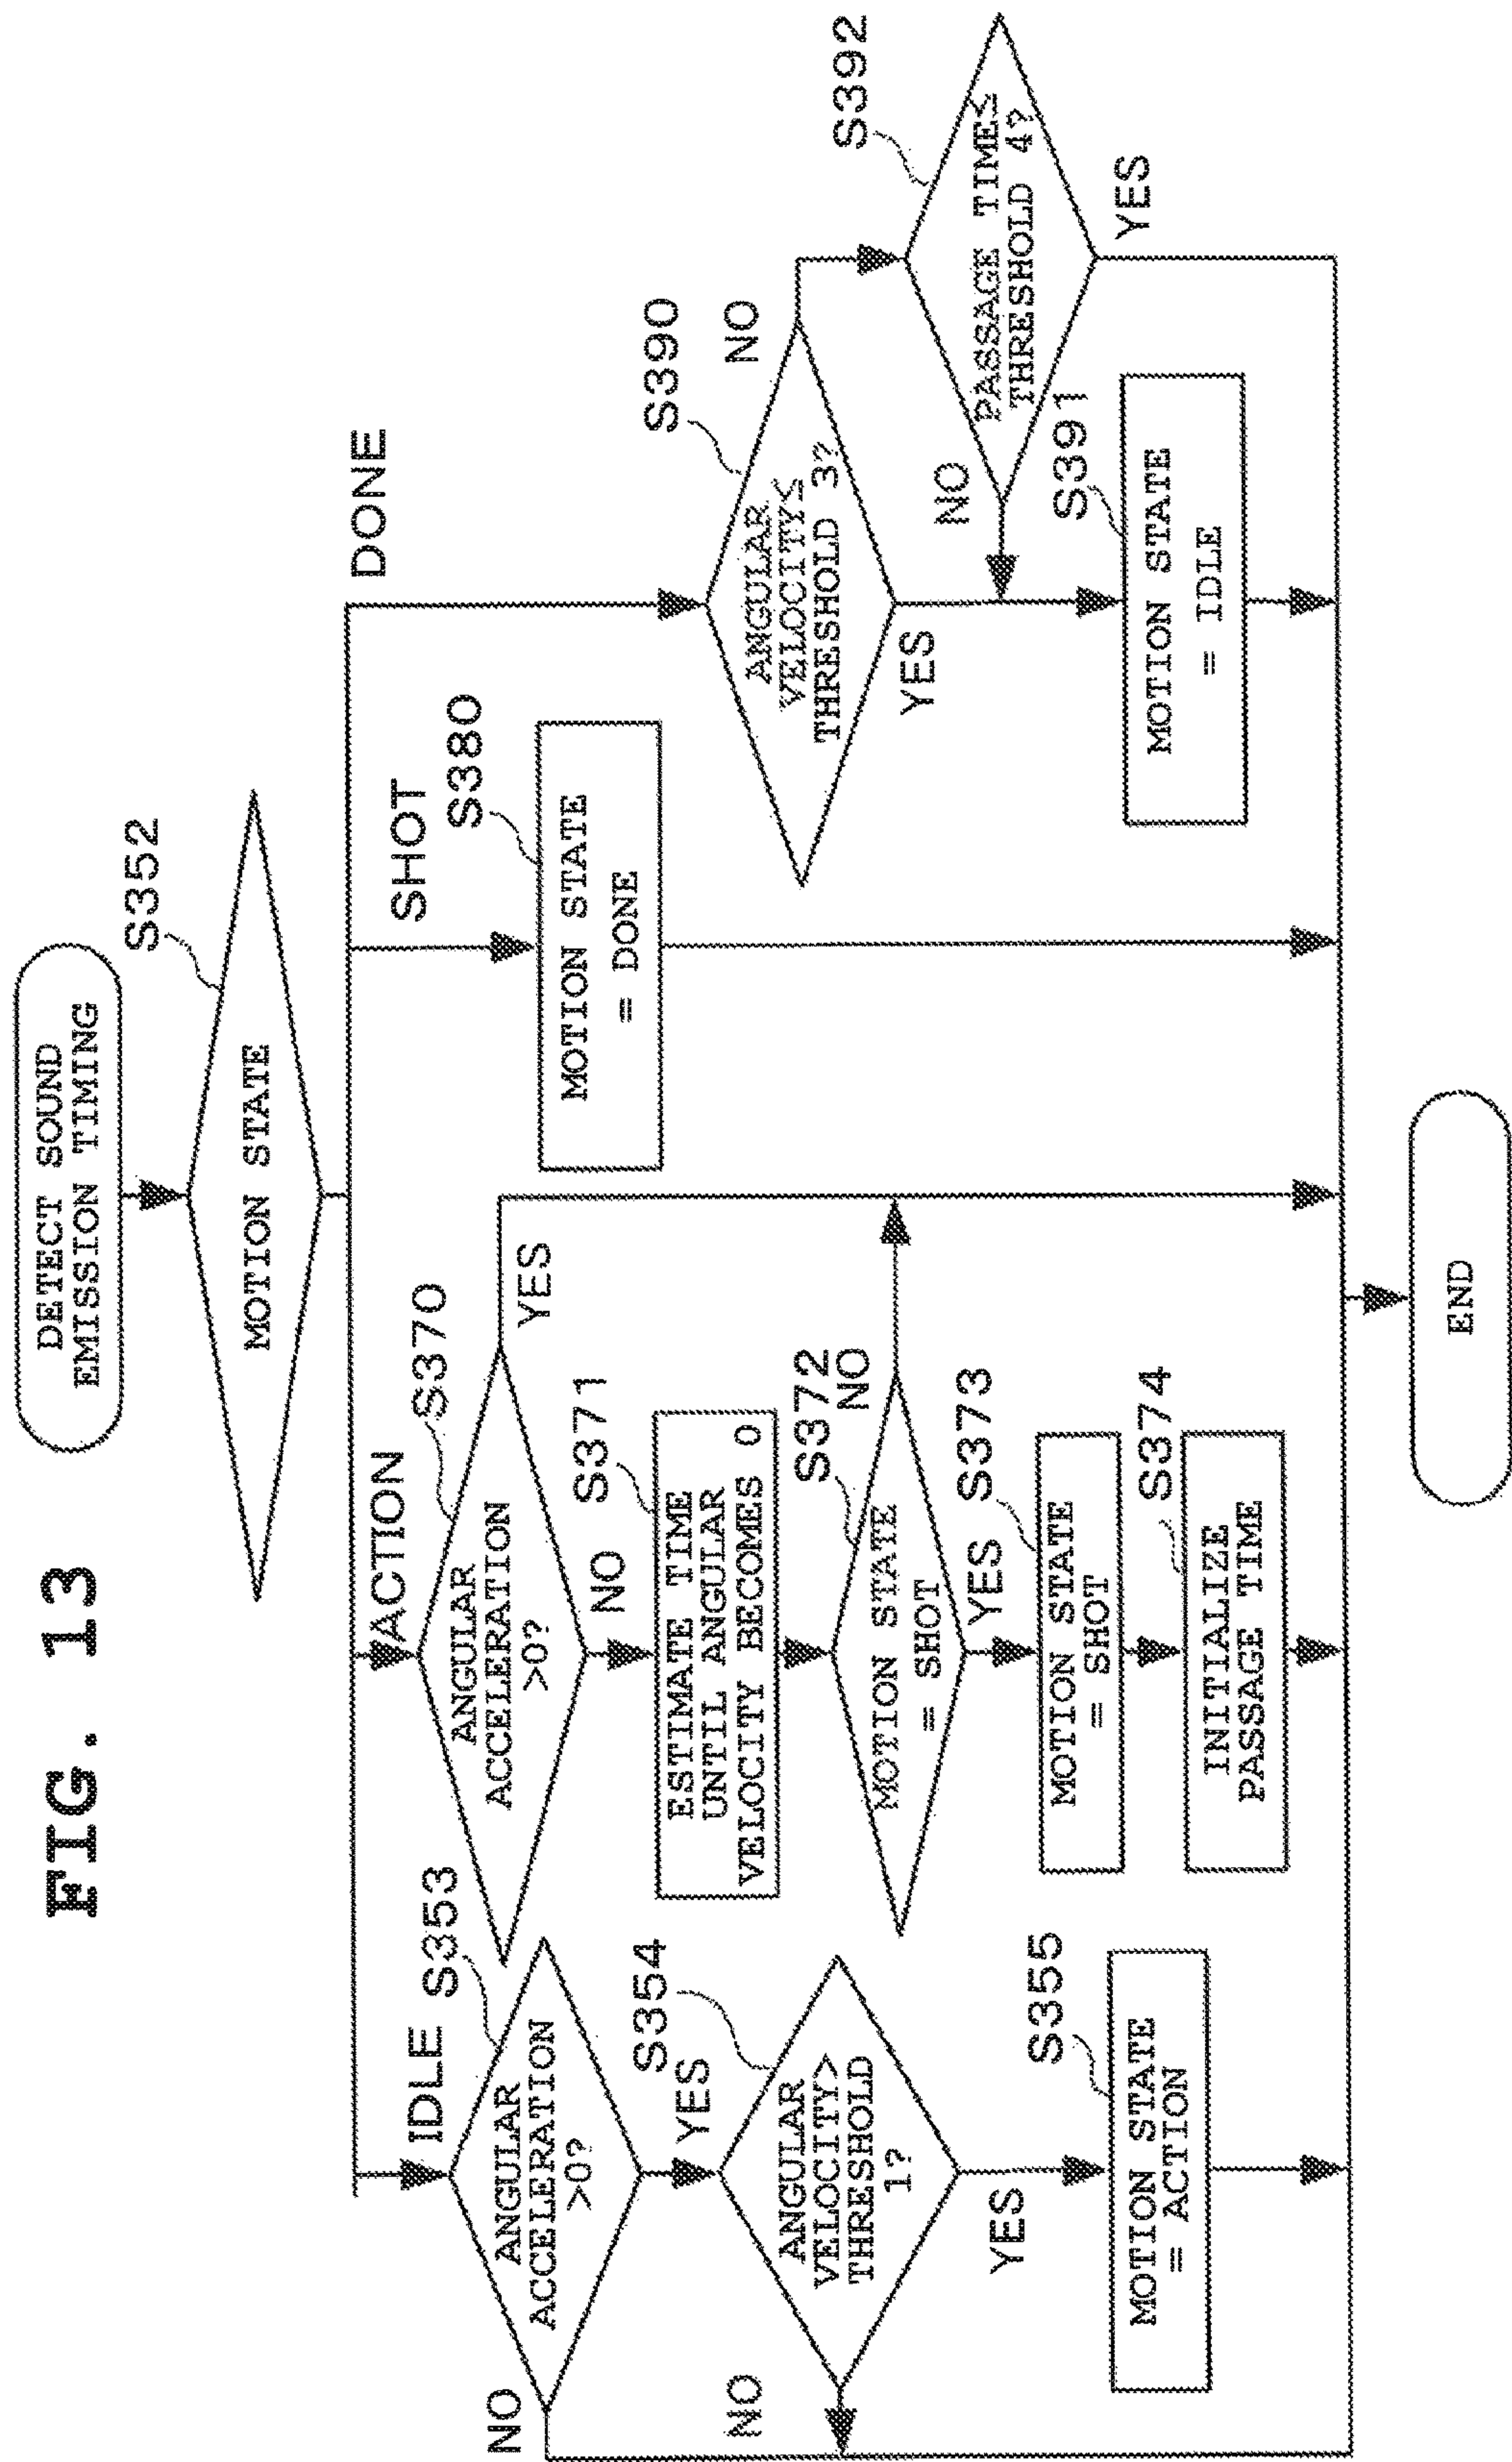 FIG. 13
DETECT SOUND
EMISSION TIMING
S352
MOTION STATE
IDLE
S353
ANGULAR
ACCELERATION
>0?
NO
YES
S354
ANGULAR
VELOCITY>
THRESHOLD
1?
NO
YES
S355
MOTION STATE
= ACTION
ACTION
S370
ANGULAR
ACCELERATION
>0?
YES
NO
S371
ESTIMATE TIME
UNTIL ANGULAR
VELOCITY BECOMES 0
S372
MOTION STATE
= SHOT
NO
YES
S373
MOTION STATE
= SHOT
S374
INITIALIZE
PASSAGE TIME
SHOT
S380
MOTION STATE
= DONE
DONE
S390
ANGULAR
VELOCITY≤
THRESHOLD 3?
NO
YES
S392
PASSAGE TIME≤
THRESHOLD 4?
NO
YES
S391
MOTION STATE
= IDLE
END